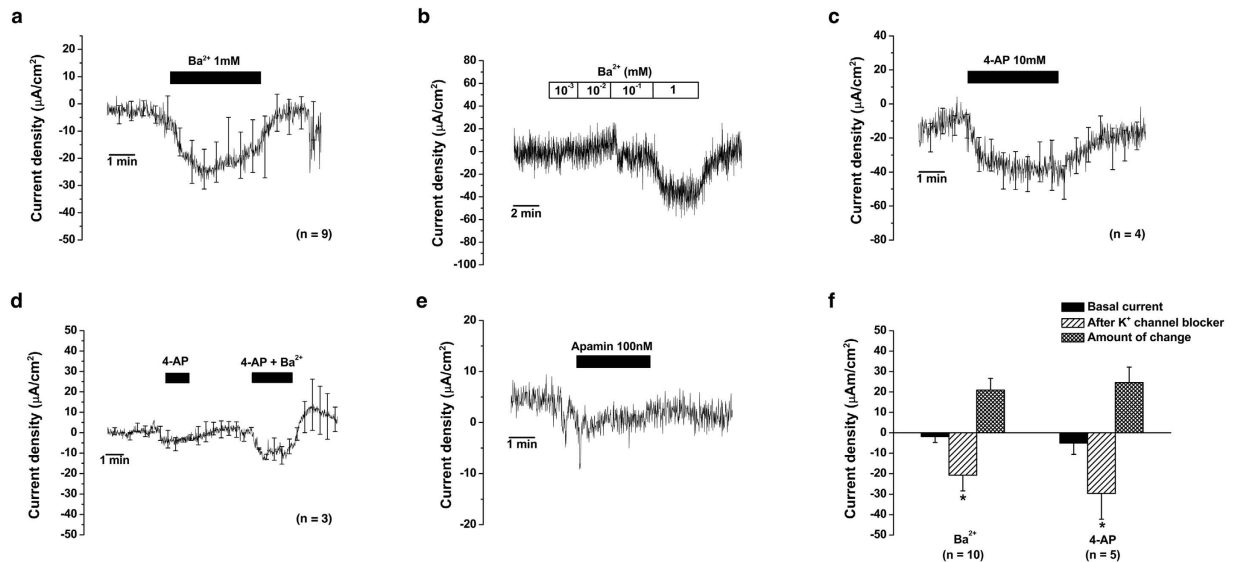 a
Current density (µA/cm²)
25
20
10
0
-10
-20
-30
-40
-50
Ba²⁺ 1mM
1 min
(n = 9)
b
Current density (µA/cm²)
80
60
40
20
0
-20
-40
-60
-80
-100
Ba²⁺ (mM)
10⁻³ 10⁻² 10⁻¹ 1
2 min
c
Current density (µA/cm²)
40
20
0
-20
-40
-60
-80
4-AP 10mM
1 min
(n = 4)
d
Current density (µA/cm²)
50
40
30
20
10
0
-10
-20
-30
-40
-50
4-AP
4-AP + Ba²⁺
1 min
(n = 3)
e
Current density (µA/cm²)
20
10
0
-10
-20
Apamin 100nM
1 min
f
Current density (µAm/cm²)
50
40
30
20
10
0
-10
-20
-30
-40
-50
Basal current
After K⁺ channel blocker
Amount of change
*
*
Ba²⁺
(n = 10)
4-AP
(n = 5)